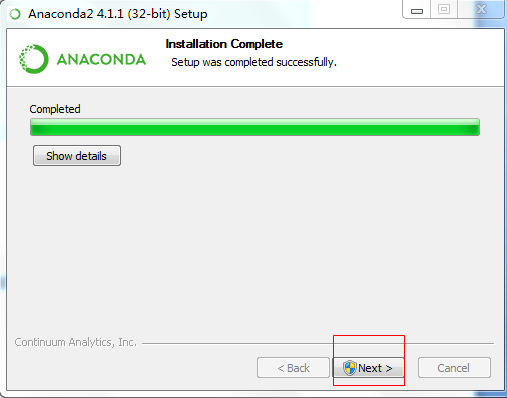 Anaconda2 4.1.1 (32-bit) Setup
Installation Complete
Setup was completed successfully.
ANACONDA
Completed
Show details
Continuum Analytics, Inc.
< Back
Next >
Cancel